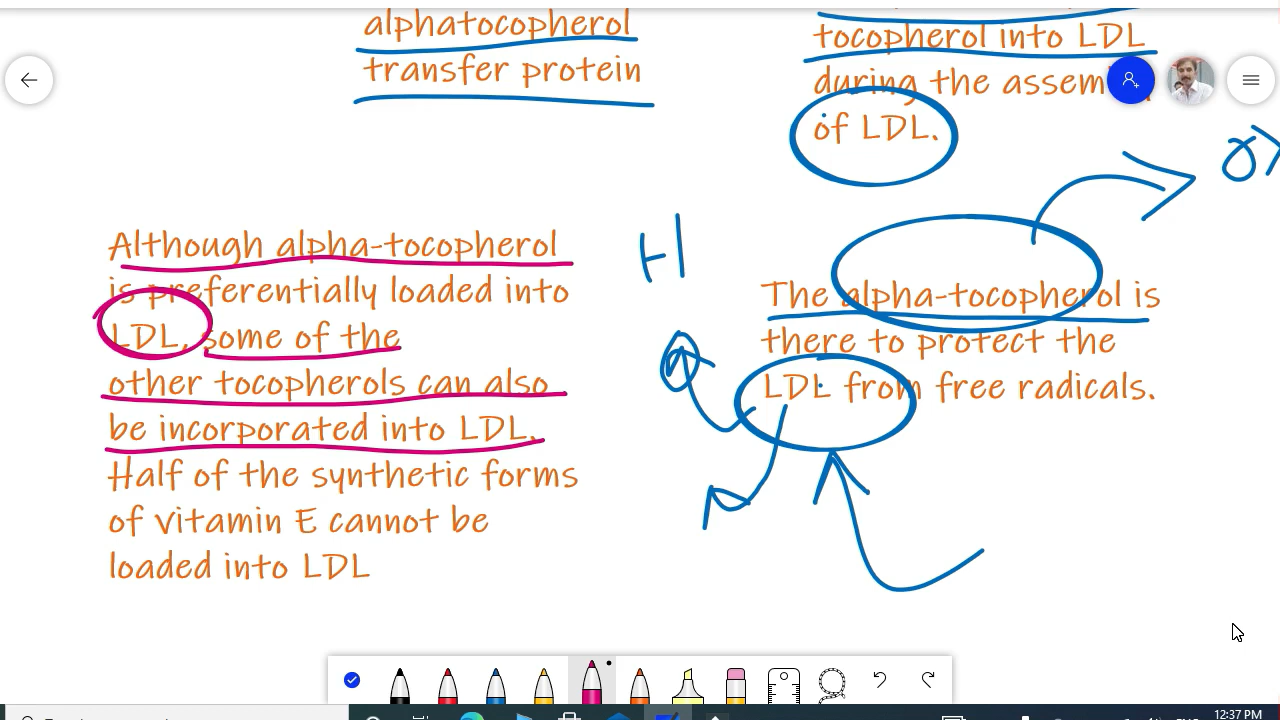 alphatocopherol
transfer protein
tocopherol into LDL
during the assem
of LDL.
Although alpha-tocopherol
is preferentially loaded into
LDL, some of the
other tocopherols can also
be incorporated into LDL.
Half of the synthetic forms
of vitamin E cannot be
loaded into LDL
H
The alpha-tocopherol is
there to protect the
LDL from free radicals.
12:37 PM